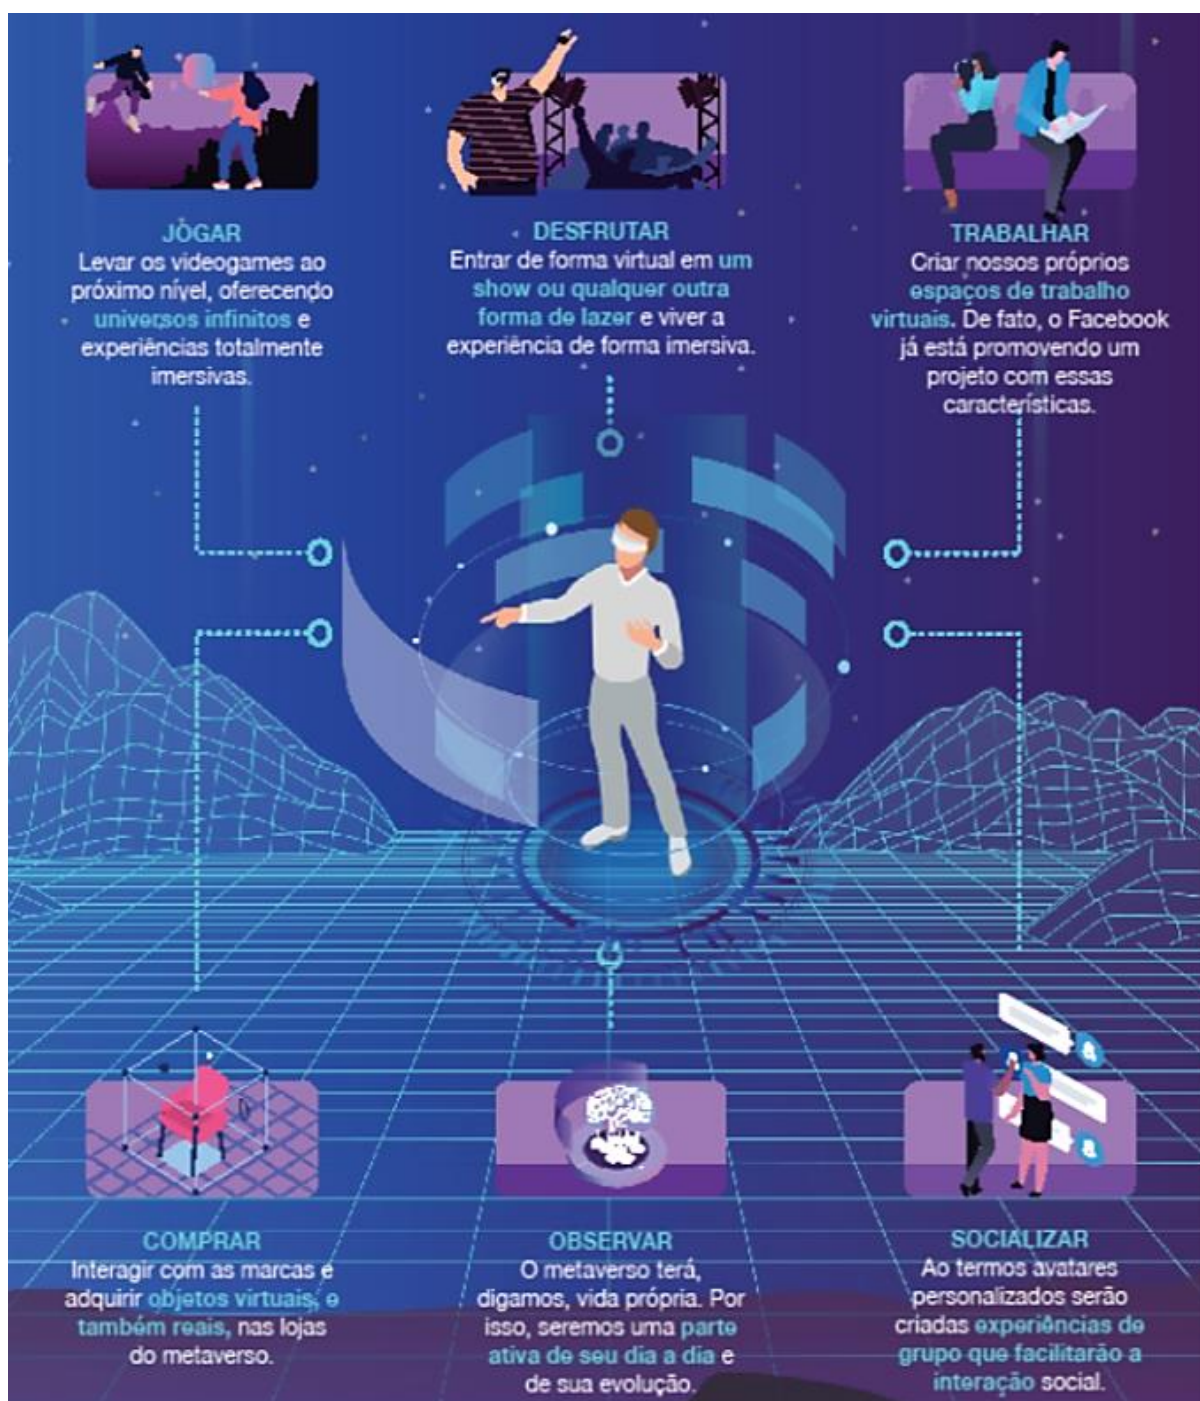 JOGAR
Levar os videogames ao
próximo nível, oferecendo
universos infinitos e
experiências totalmente
imersivas.
DESFRUTAR
Entrar de forma virtual em um
show ou qualquer outra
forma de lazer e viver a
experiência de forma imersiva.
TRABALHAR
Criar nossos próprios
espaços de trabalho
virtuais. De fato, o Facebook
já está promovendo um
projeto com essas
características.
COMPRAR
Interagir com as marcas e
adquirir objetos virtuais, e
também reais, nas lojas
do metaverso.
OBSERVAR
O metaverso terá,
digamos, vida própria. Por
isso, seremos uma parte
ativa de seu dia a dia e
de sua evolução.
SOCIALIZAR
Ao termos avatares
personalizados serão
criadas experiências de
grupo que facilitarão a
interação social.